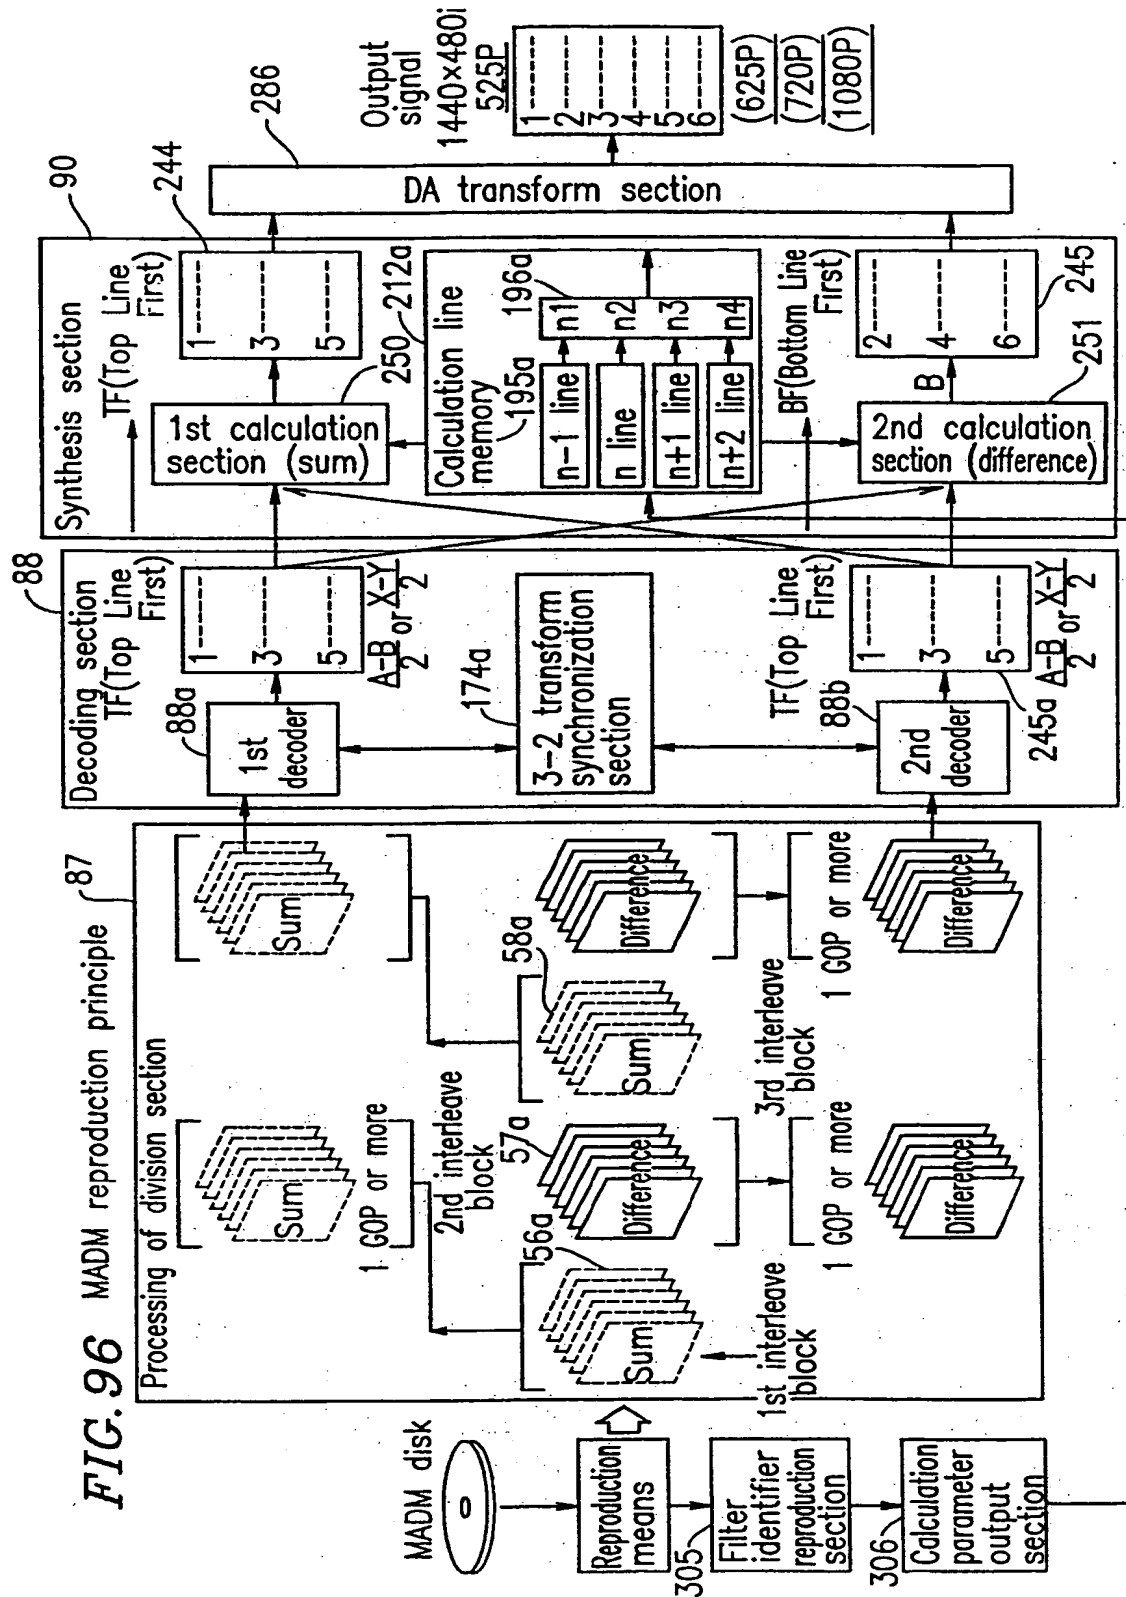 FIG. 96 MADM reproduction principle
87
Processing of division section
MADM disk
Reproduction
means
305
Filter
identifier
reproduction
section
306
Calculation
parameter
output
section
Sum
1 GOP or more
2nd interleave
block
Sum
56a
Sum
1st interleave
block
57a
Difference
58a
Sum
3rd interleave
block
Difference
1 GOP or more
Difference
1 GOP or more
Difference
88
Decoding section
TF(Top Line
First)
88a
1st
decoder
1
3
5
A-B/2 or X-Y/2
174a
3-2 transform
synchronization
section
TF(Top Line
First)
88b
2nd
decoder
1
3
5
245a
A-B/2 or X-Y/2
90
Synthesis section
TF(Top Line
First)
244
1
3
5
1st calculation
section (sum)
250
212a
Calculation line
memory
195a
196a
n-1 line
n1
n line
n2
n+1 line
n3
n+2 line
n4
BF(Bottom Line
First)
2
4
6
245
B
2nd calculation
section (difference)
251
286
DA transform section
Output
signal
1440×480i
525P
1
2
3
4
5
6
(625P)
(720P)
(1080P)